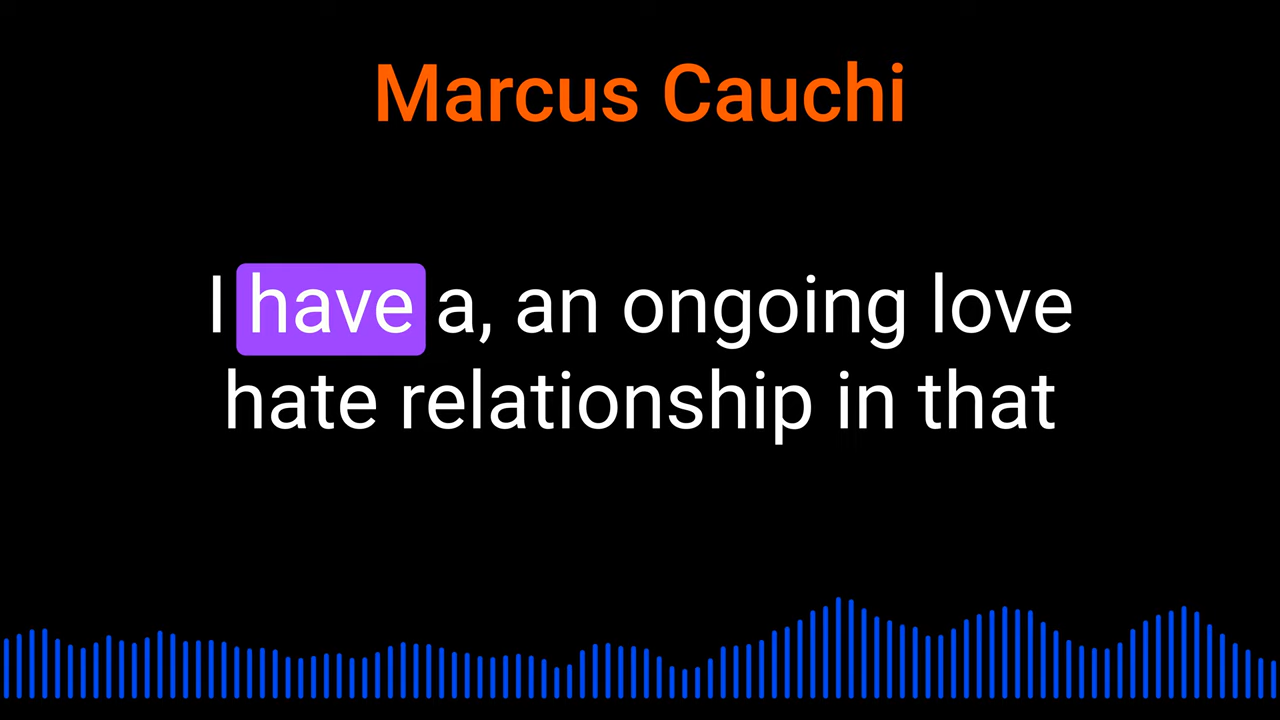 Marcus Cauchi
I have a, an ongoing love
hate relationship in that